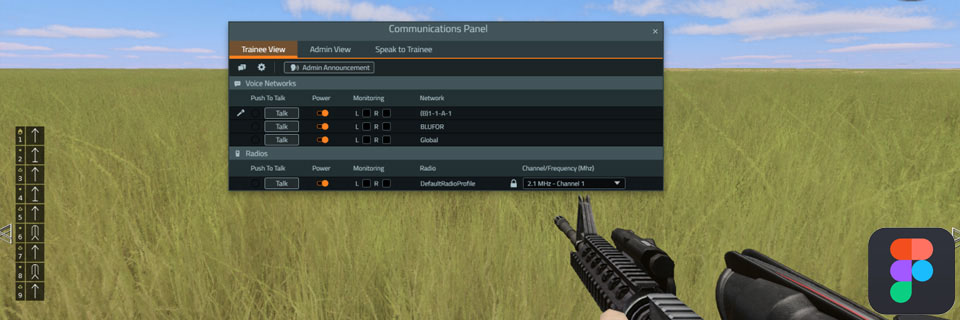 Communications Panel
Trainee View Admin View Speak to Trainee
Admin Announcement
Voice Networks
Push To Talk Power Monitoring Network
Talk L R (B)1-1-A-1
Talk L R BLUFOR
Talk L R Global
Radios
Push To Talk Power Monitoring Radio Channel/Frequency (Mhz)
Talk L R DefaultRadioProfile 2.1 MHz - Channel 1
1
2
3
4
5
6
7
8
9